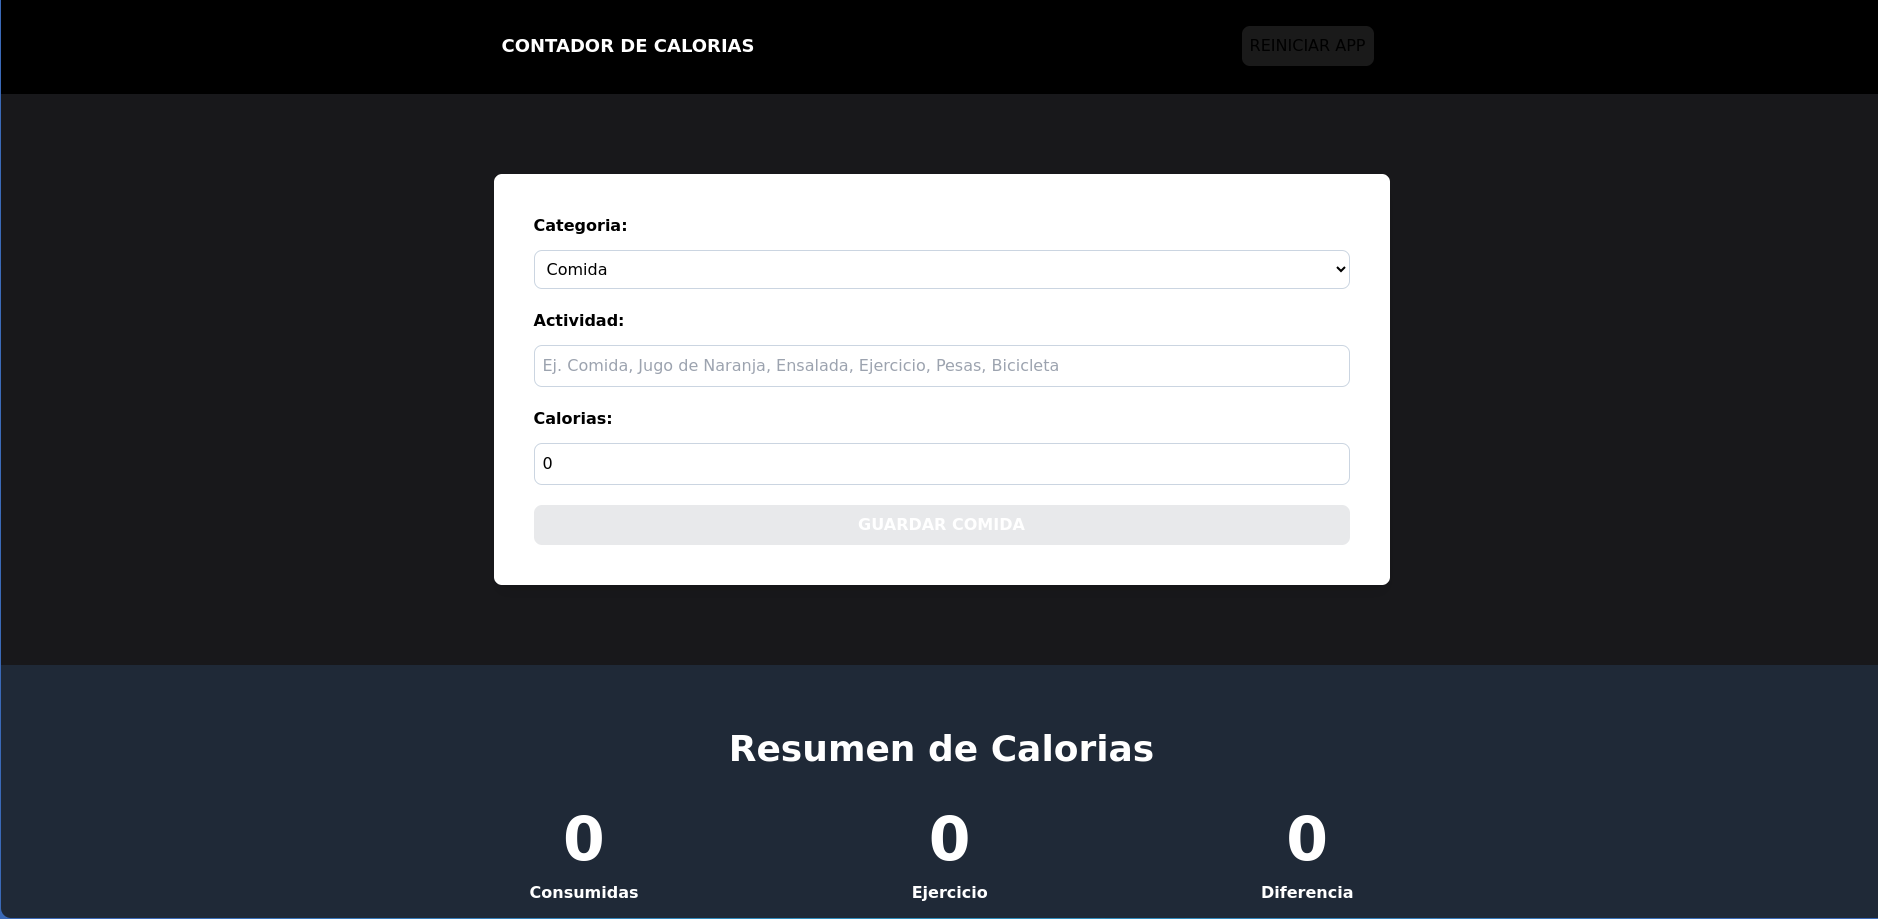 CONTADOR DE CALORIAS
REINICIAR APP
Categoria:
Comida
Actividad:
Ej. Comida, Jugo de Naranja, Ensalada, Ejercicio, Pesas, Bicicleta
Calorias:
0
GUARDAR COMIDA
Resumen de Calorias
0 0 0
Consumidas Ejercicio Diferencia